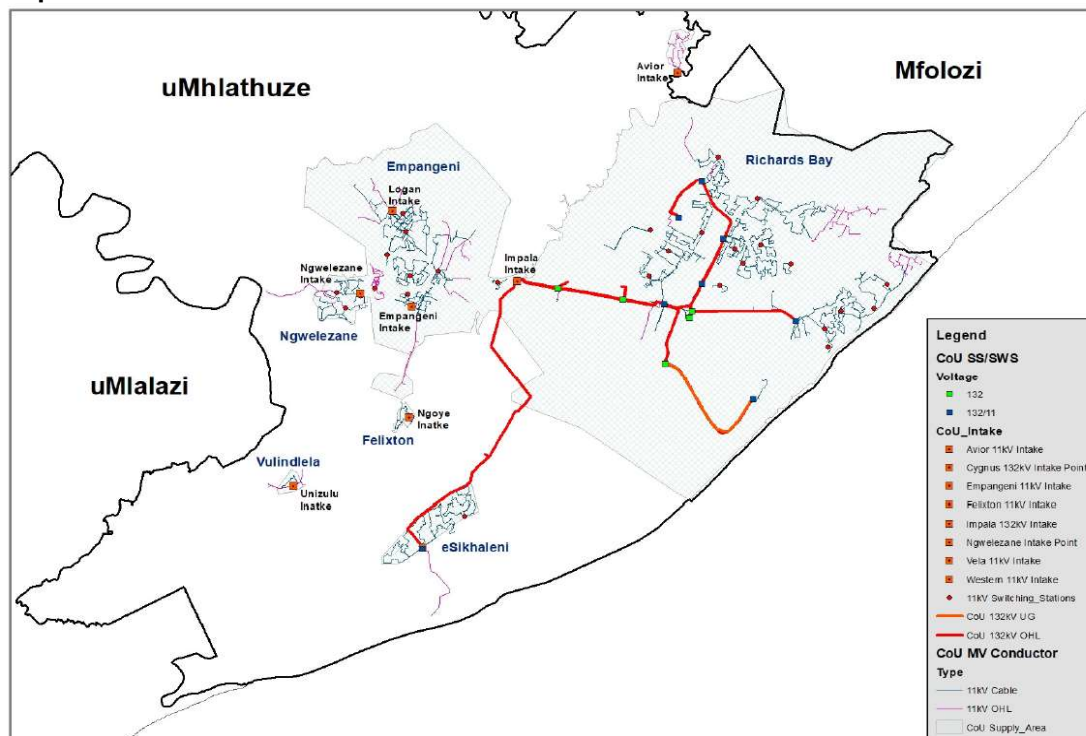 Avior
Intake
Mfolozi
uMhlathuze
Richards Bay
Empangeni
Logan
Intake
Impala
Intake
Ngwelezane
Intake
Empangeni
Intake
Ngwelezane
uMlalazi
Ngoye
Inatke
Felixton
Vulindlela
Unizulu
Inatke
eSikhaleni
Legend
CoU SS/SWS
Voltage
132
132/11
CoU_Intake
Avior 11kV Intake
Cygnus 132kV Intake Point
Empangeni 11kV Intake
Felixton 11kV Intake
Impala 132kV Intake
Ngwelezane Intake Point
Vela 11kV Intake
Western 11kV Intake
11kV Switching_Stations
CoU 132kV UG
CoU 132kV OHL
CoU MV Conductor
Type
11kV Cable
11kV OHL
CoU Supply_Area